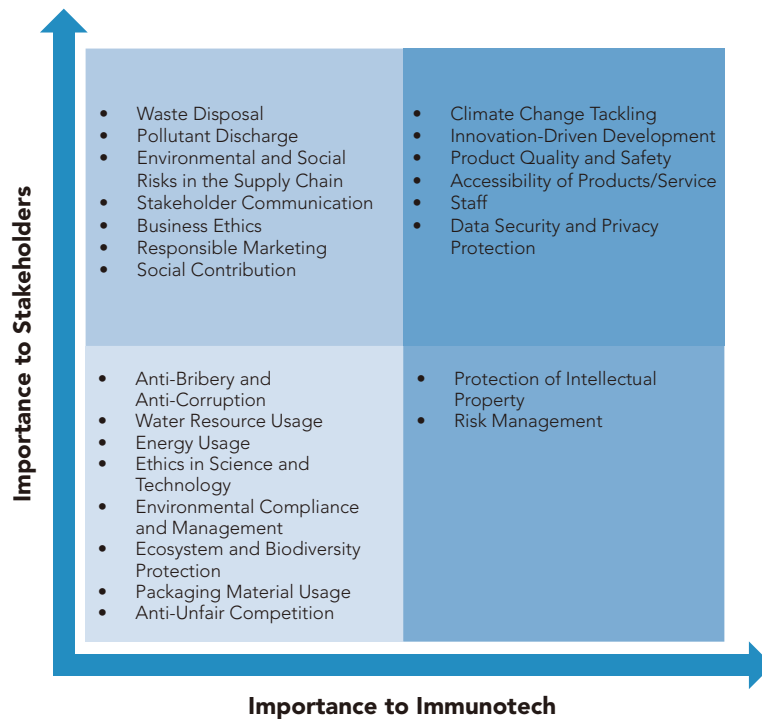 Importance to Stakeholders
• Waste Disposal
• Pollutant Discharge
• Environmental and Social
Risks in the Supply Chain
• Stakeholder Communication
• Business Ethics
• Responsible Marketing
• Social Contribution
• Climate Change Tackling
• Innovation-Driven Development
• Product Quality and Safety
• Accessibility of Products/Service
• Staff
• Data Security and Privacy
Protection
• Anti-Bribery and
Anti-Corruption
• Water Resource Usage
• Energy Usage
• Ethics in Science and
Technology
• Environmental Compliance
and Management
• Ecosystem and Biodiversity
Protection
• Packaging Material Usage
• Anti-Unfair Competition
• Protection of Intellectual
Property
• Risk Management
Importance to Immunotech